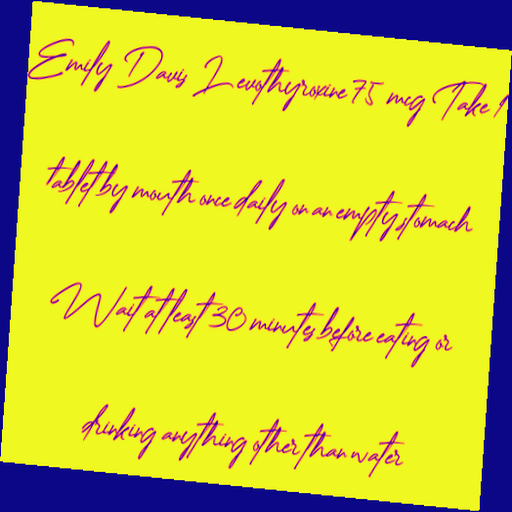 Emily Davis Levothyroxine 75 mcg Take 1
tablet by mouth once daily on an empty stomach
Wait at least 30 minutes before eating or
drinking anything other than water